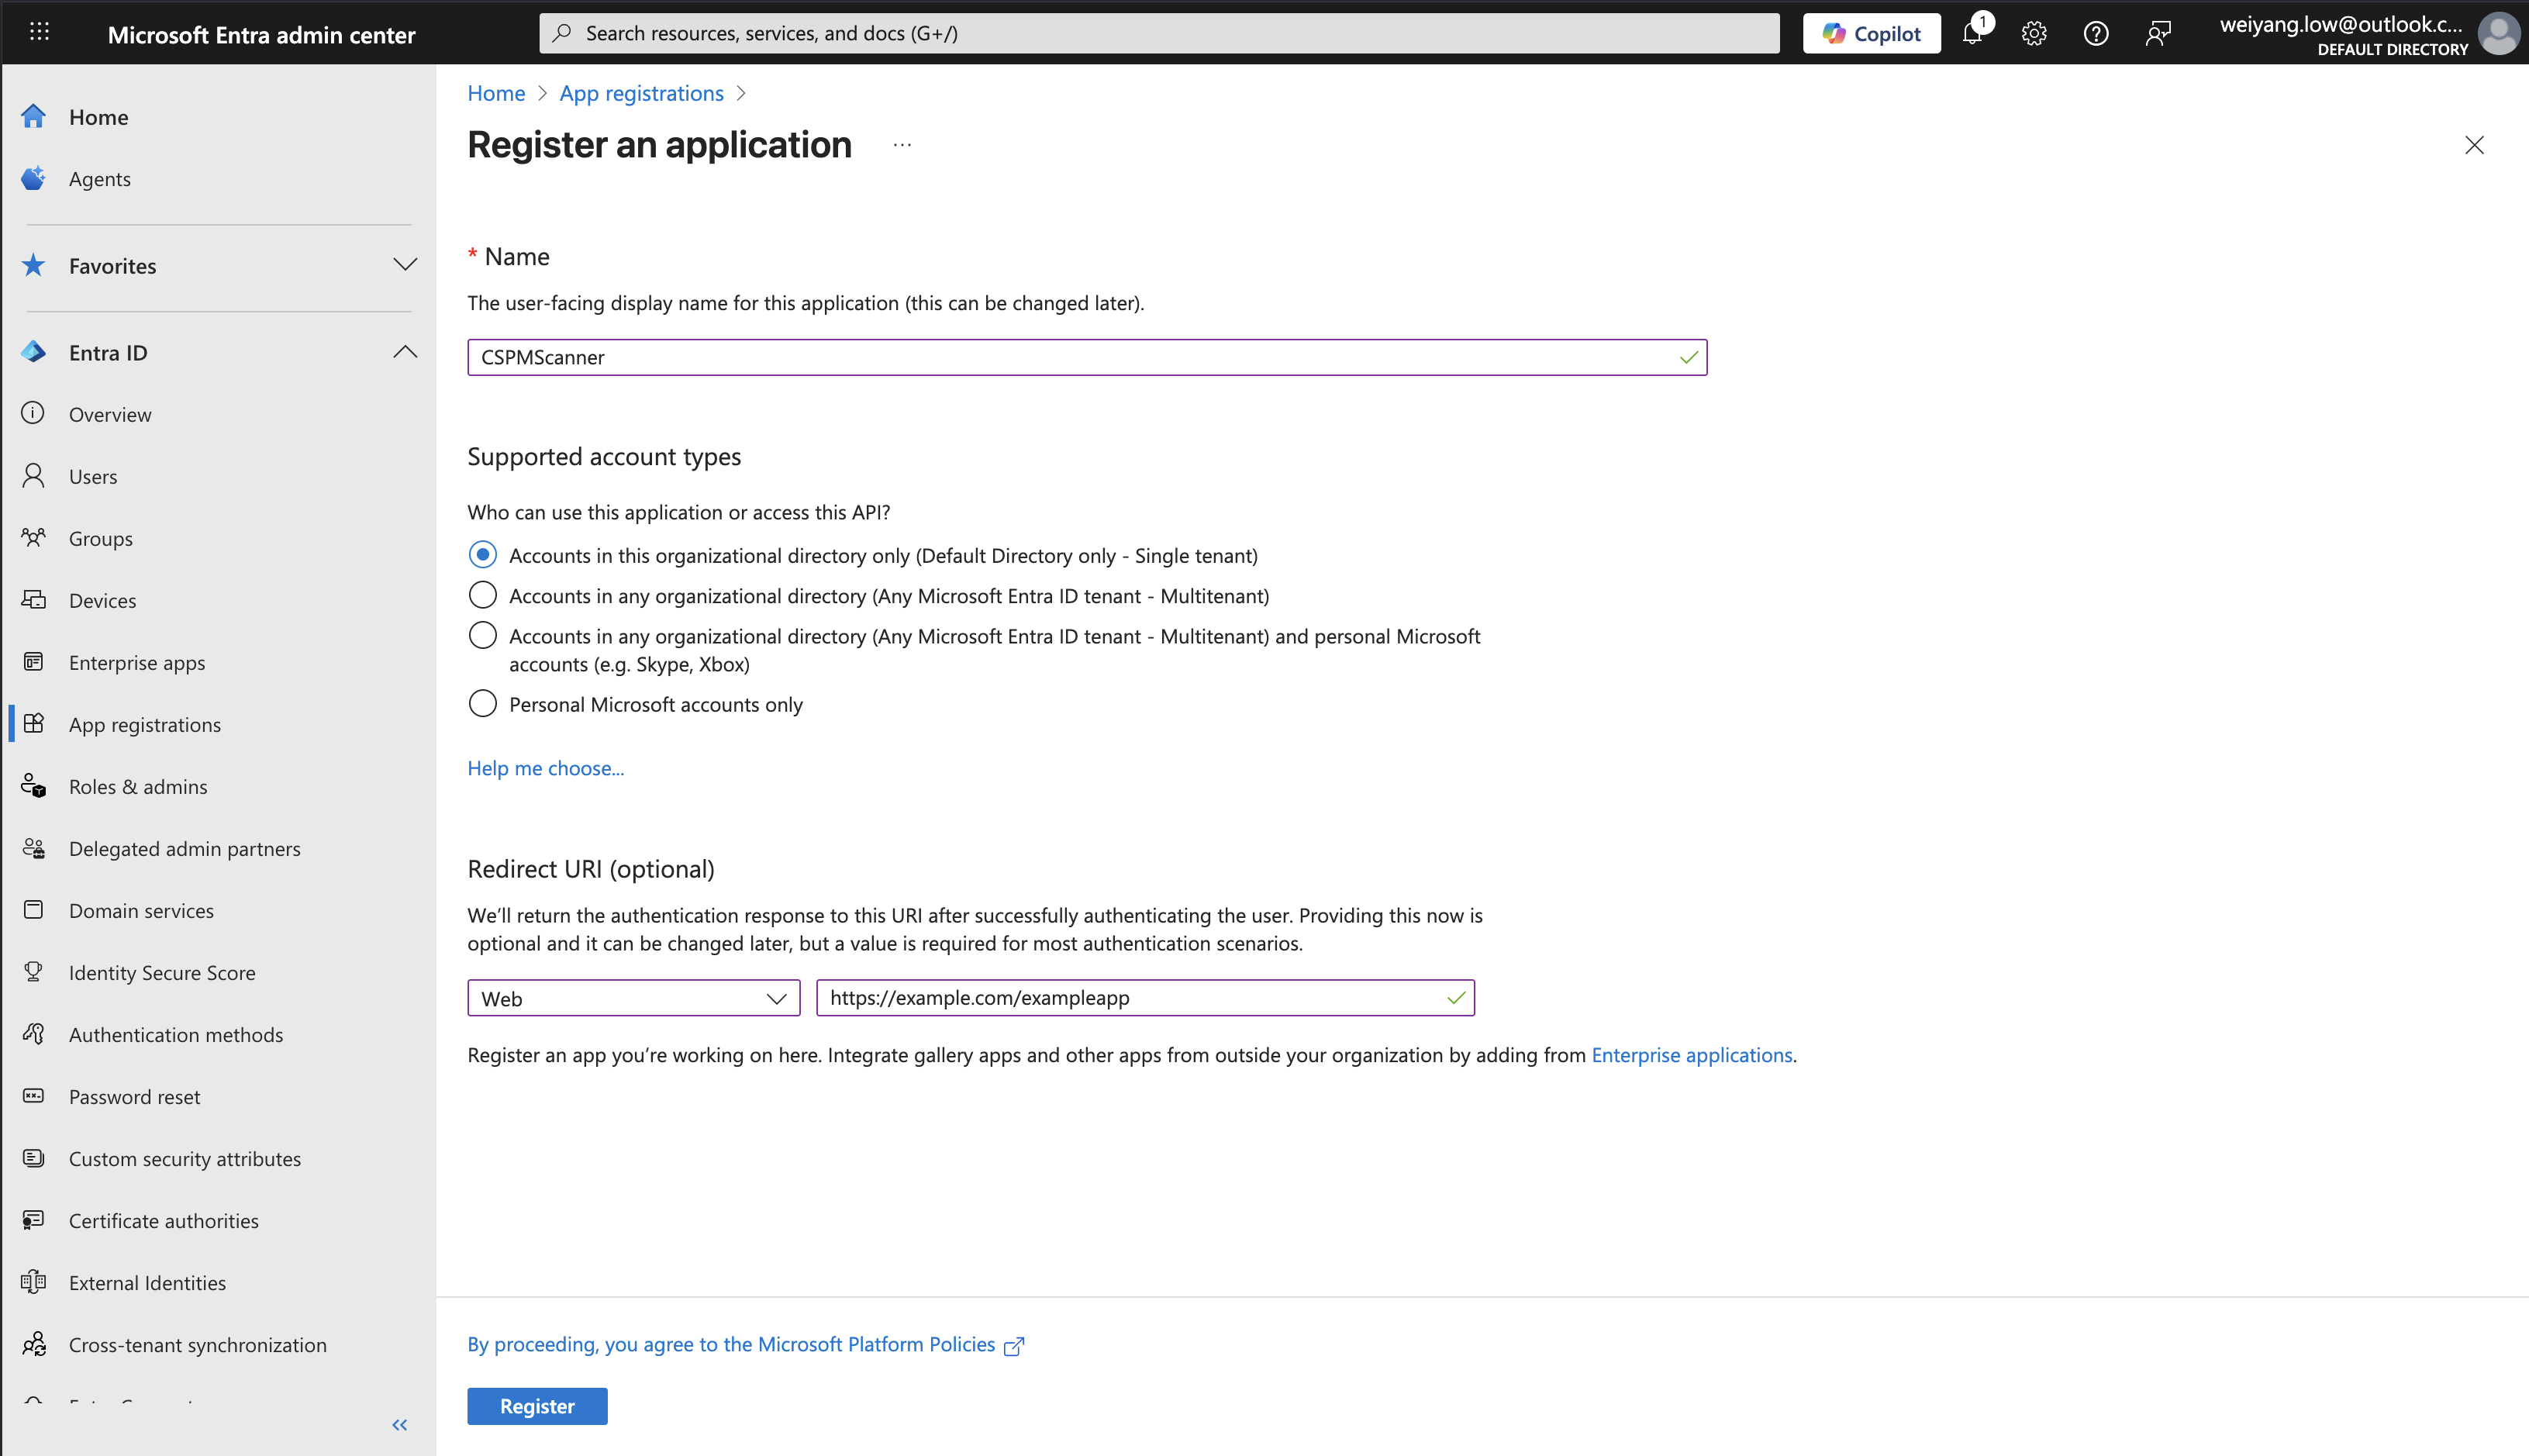 Microsoft Entra admin center
Search resources, services, and docs (G+/)
Copilot
1
weiyang.low@outlook.c...
DEFAULT DIRECTORY
Home
Agents
Favorites
Entra ID
Overview
Users
Groups
Devices
Enterprise apps
App registrations
Roles & admins
Delegated admin partners
Domain services
Identity Secure Score
Authentication methods
Password reset
Custom security attributes
Certificate authorities
External Identities
Cross-tenant synchronization
Home > App registrations >
Register an application ...
* Name
The user-facing display name for this application (this can be changed later).
CSPMScanner
Supported account types
Who can use this application or access this API?
Accounts in this organizational directory only (Default Directory only - Single tenant)
Accounts in any organizational directory (Any Microsoft Entra ID tenant - Multitenant)
Accounts in any organizational directory (Any Microsoft Entra ID tenant - Multitenant) and personal Microsoft
accounts (e.g. Skype, Xbox)
Personal Microsoft accounts only
Help me choose...
Redirect URI (optional)
We’ll return the authentication response to this URI after successfully authenticating the user. Providing this now is
optional and it can be changed later, but a value is required for most authentication scenarios.
Web
https://example.com/exampleapp
Register an app you’re working on here. Integrate gallery apps and other apps from outside your organization by adding from Enterprise applications.
By proceeding, you agree to the Microsoft Platform Policies
Register